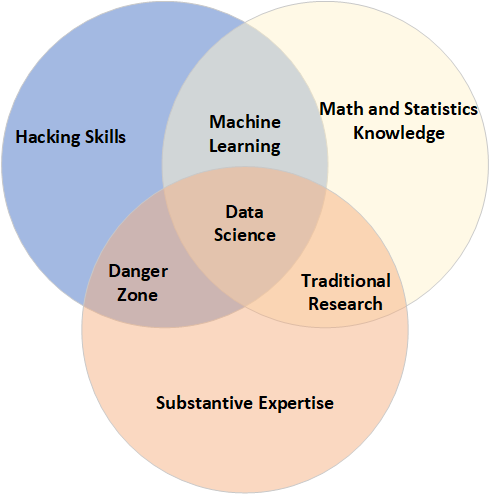 Hacking Skills
Machine
Learning
Math and Statistics
Knowledge
Data
Science
Danger
Zone
Traditional
Research
Substantive Expertise